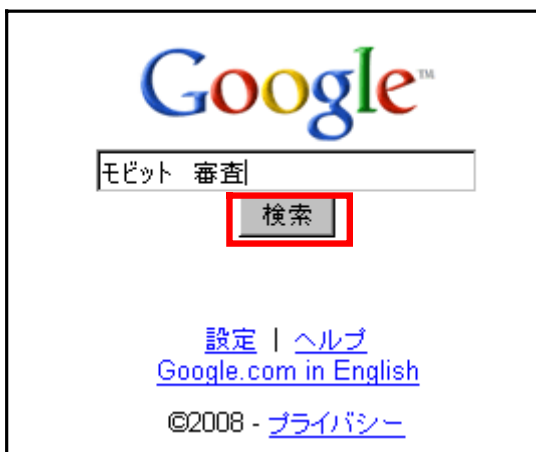 Google™
モビット　審査
検索
設定 | ヘルプ
Google.com in English
©2008 - プライバシー